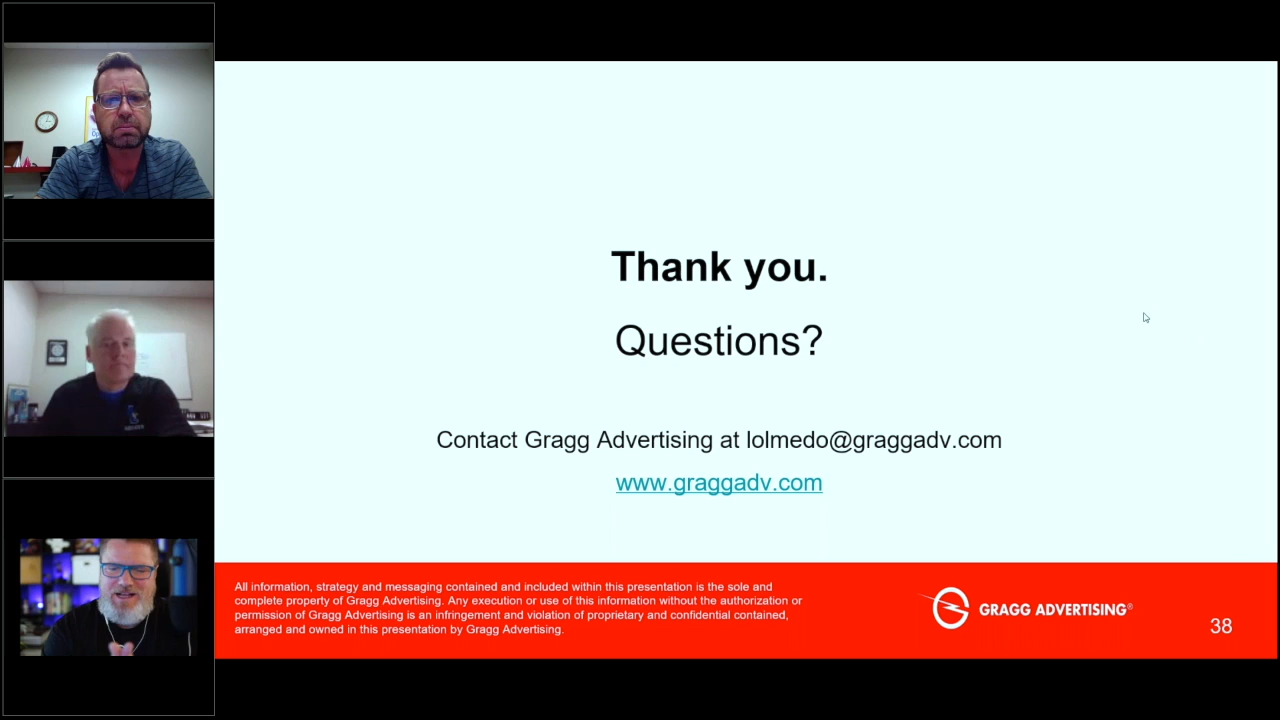 Thank you.
Questions?
Contact Gragg Advertising at lolmedo@graggadv.com
www.graggadv.com
All information, strategy and messaging contained and included within this presentation is the sole and
complete property of Gragg Advertising. Any execution or use of this information without the authorization or
permission of Gragg Advertising is an infringement and violation of proprietary and confidential contained,
arranged and owned in this presentation by Gragg Advertising.
GRAGG ADVERTISING®
38